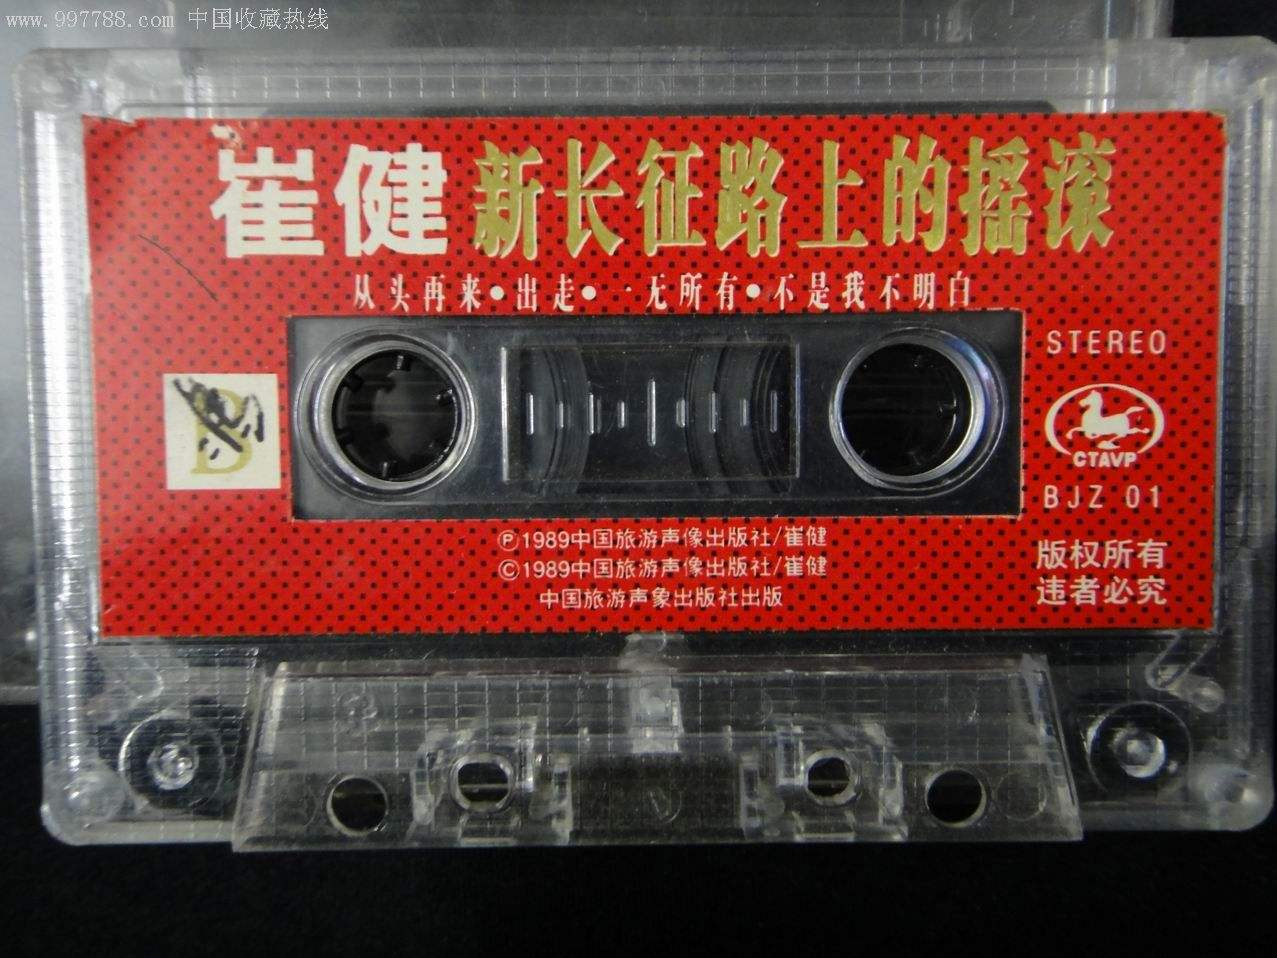 www.997788.com 中国收藏热线
崔健 新长征路上的摇滚
从头再来•出走•一无所有•不是我不明白
STEREO
B
CTAVP
BJZ 01
Ⓟ1989中国旅游声像出版社/崔健
©1989中国旅游声像出版社/崔健
中国旅游声象出版社出版
版权所有
违者必究